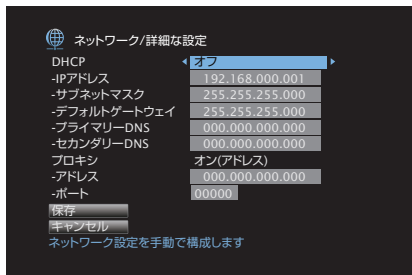 ネットワーク/詳細な設定
DHCP オフ
-IPアドレス 192.168.000.001
-サブネットマスク 255.255.255.000
-デフォルトゲートウェイ 255.255.255.000
-プライマリーDNS 000.000.000.000
-セカンダリーDNS 000.000.000.000
プロキシ オン(アドレス)
-アドレス 000.000.000.000
-ポート 00000
保存
キャンセル
ネットワーク設定を手動で構成します